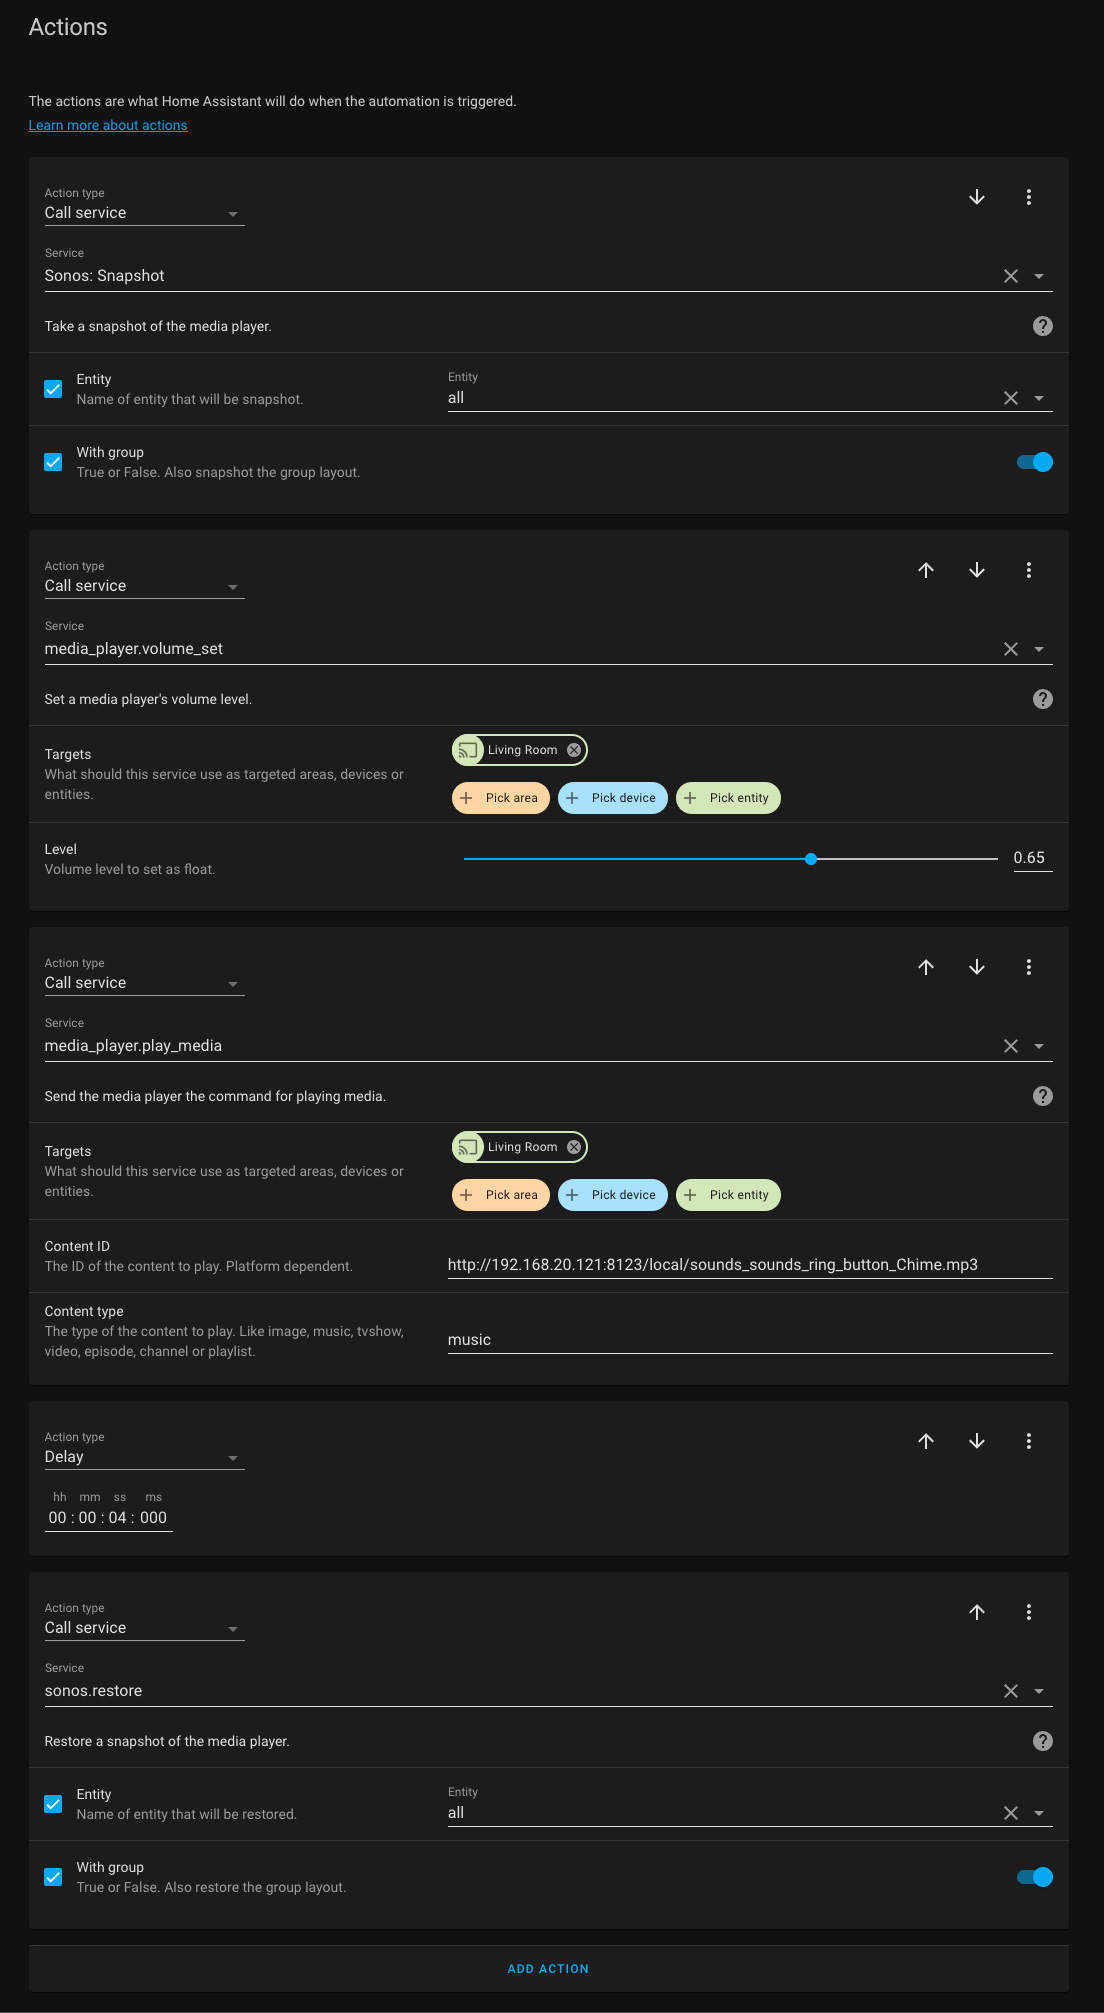 Actions
The actions are what Home Assistant will do when the automation is triggered.
Learn more about actions
Action type
Call service
Service
Sonos: Snapshot
Take a snapshot of the media player.
Entity
Name of entity that will be snapshot.
Entity
all
With group
True or False. Also snapshot the group layout.
Action type
Call service
Service
media_player.volume_set
Set a media player's volume level.
Targets
What should this service use as targeted areas, devices or
entities.
Living Room
Pick area
Pick device
Pick entity
Level
Volume level to set as float.
0.65
Action type
Call service
Service
media_player.play_media
Send the media player the command for playing media.
Targets
What should this service use as targeted areas, devices or
entities.
Living Room
Pick area
Pick device
Pick entity
Content ID
The ID of the content to play. Platform dependent.
http://192.168.20.121:8123/local/sounds_sounds_ring_button_Chime.mp3
Content type
The type of the content to play. Like image, music, tvshow,
video, episode, channel or playlist.
music
Action type
Delay
hh mm ss ms
00 : 00 : 04 : 000
Action type
Call service
Service
sonos.restore
Restore a snapshot of the media player.
Entity
Name of entity that will be restored.
Entity
all
With group
True or False. Also restore the group layout.
ADD ACTION